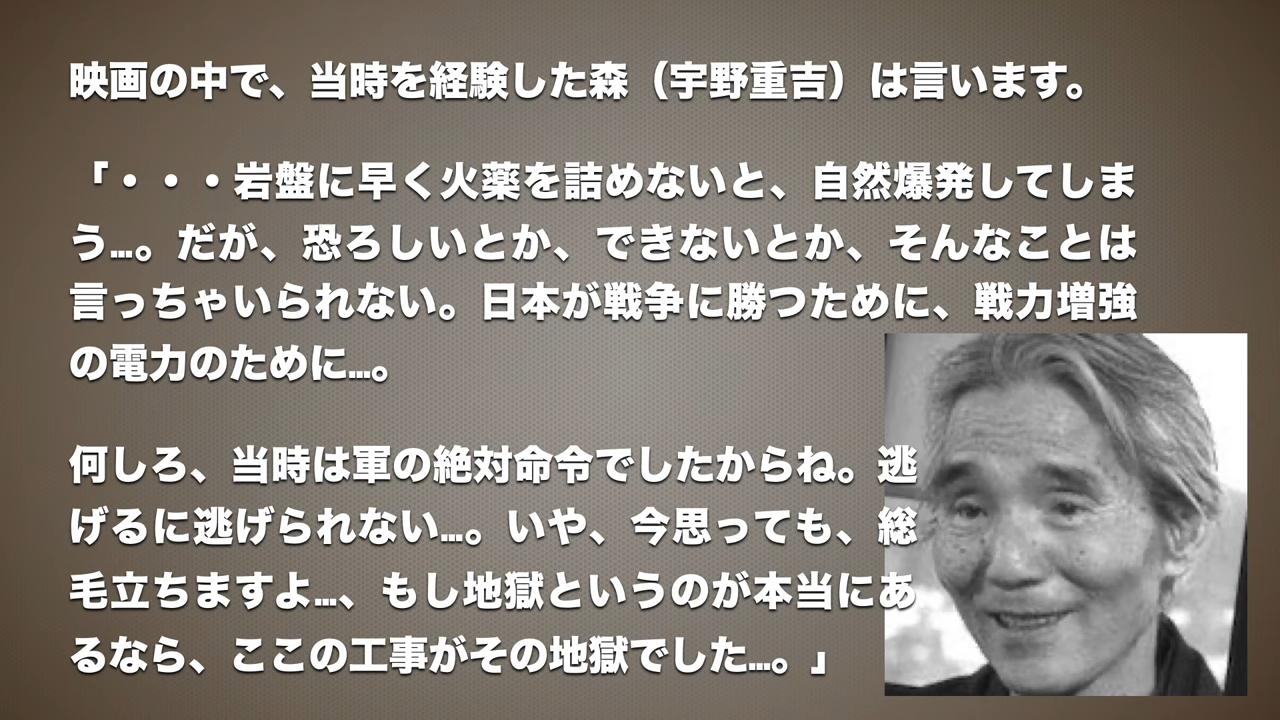 映画の中で、当時を経験した森（宇野重吉）は言います。
「・・・岩盤に早く火薬を詰めないと、自然爆発してしま
う…。だが、恐ろしいとか、できないとか、そんなことは
言っちゃいられない。日本が戦争に勝つために、戦力増強
の電力のために…。
何しろ、当時は軍の絶対命令でしたからね。逃
げるに逃げられない…。いや、今思っても、総
毛立ちますよ…、もし地獄というのが本当にあ
るなら、ここの工事がその地獄でした…。」